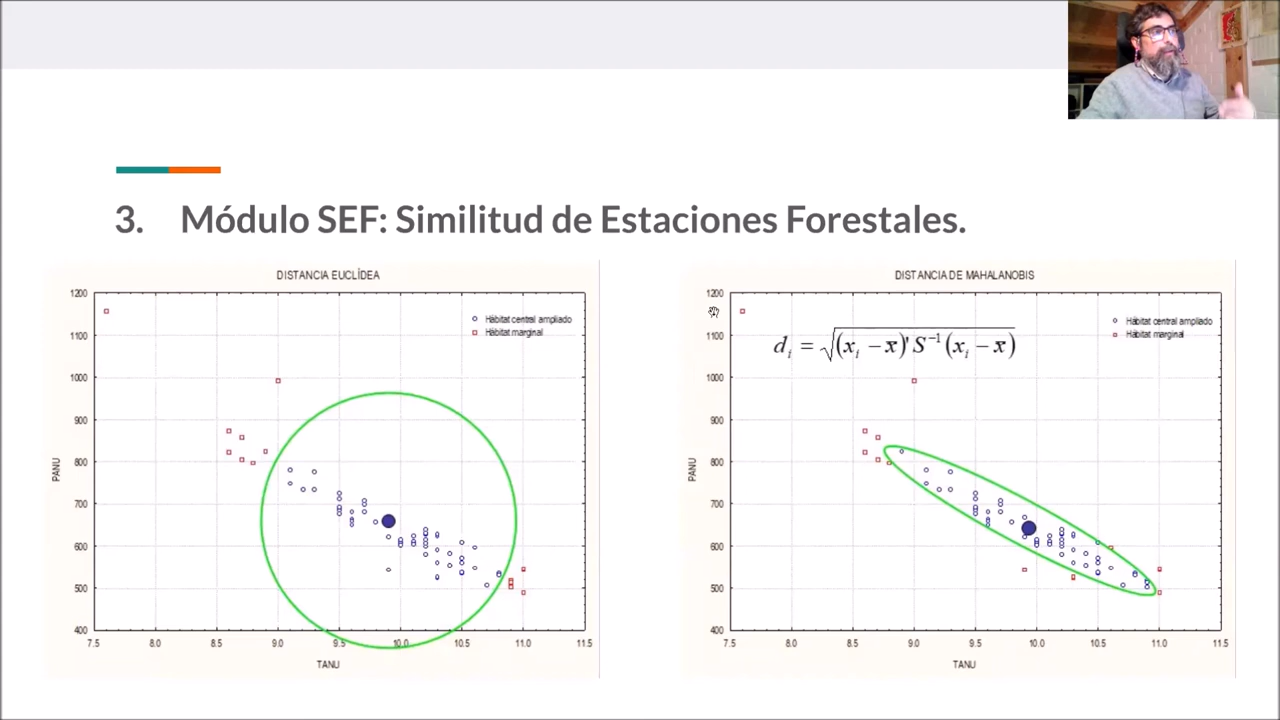 3. Módulo SEF: Similitud de Estaciones Forestales.
DISTANCIA EUCLÍDEA
1200
1100
1000
900
800
700
600
500
400
PANU
7.5 8.0 8.5 9.0 9.5 10.0 10.5 11.0 11.5
TANU
Hábitat central ampliado
Hábitat marginal
DISTANCIA DE MAHALANOBIS
1200
1100
1000
900
800
700
600
500
400
PANU
7.5 8.0 8.5 9.0 9.5 10.0 10.5 11.0 11.5
TANU
Hábitat central ampliado
Hábitat marginal
dᵢ = √(xᵢ − x̄)' S⁻¹ (xᵢ − x̄)